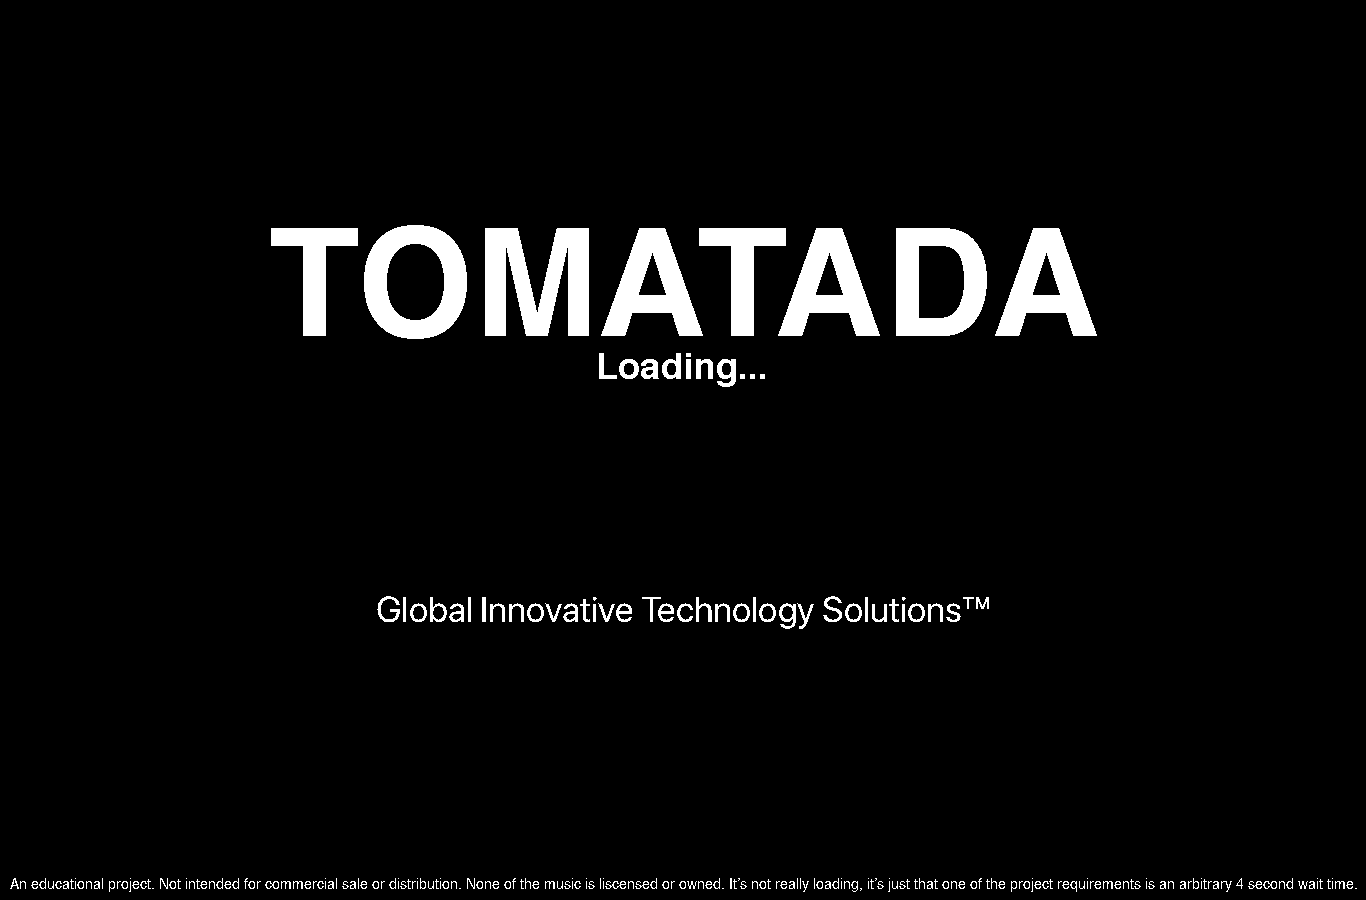 TOMATADA
Loading...
Global Innovative Technology Solutions™
An educational project. Not intended for commercial sale or distribution. None of the music is liscensed or owned. It's not really loading, it's just that one of the project requirements is an arbitrary 4 second wait time.